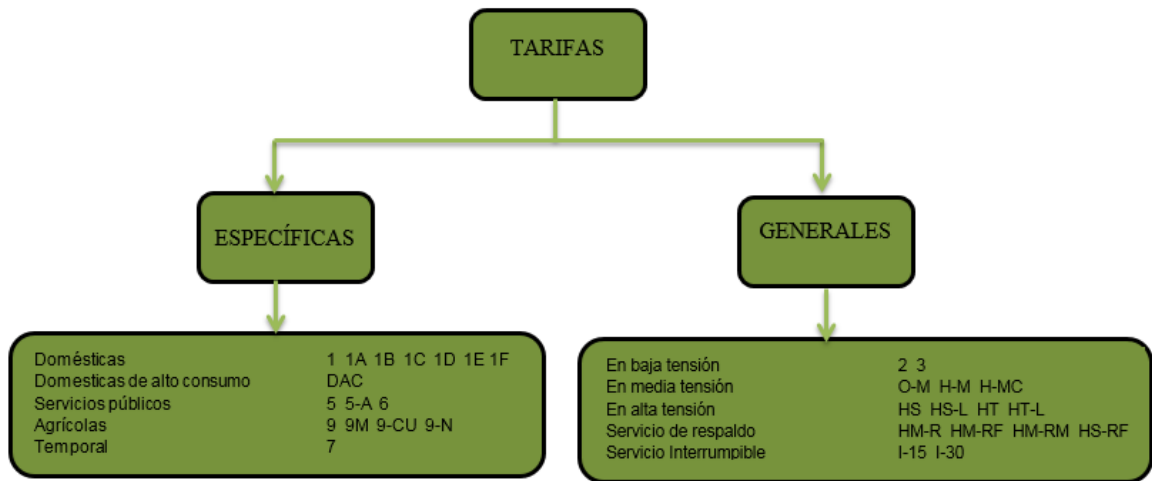 TARIFAS
ESPECÍFICAS
GENERALES
Domésticas 1 1A 1B 1C 1D 1E 1F
Domesticas de alto consumo DAC
Servicios públicos 5 5-A 6
Agrícolas 9 9M 9-CU 9-N
Temporal 7
En baja tensión 2 3
En media tensión O-M H-M H-MC
En alta tensión HS HS-L HT HT-L
Servicio de respaldo HM-R HM-RF HM-RM HS-RF
Servicio Interrumpible I-15 I-30